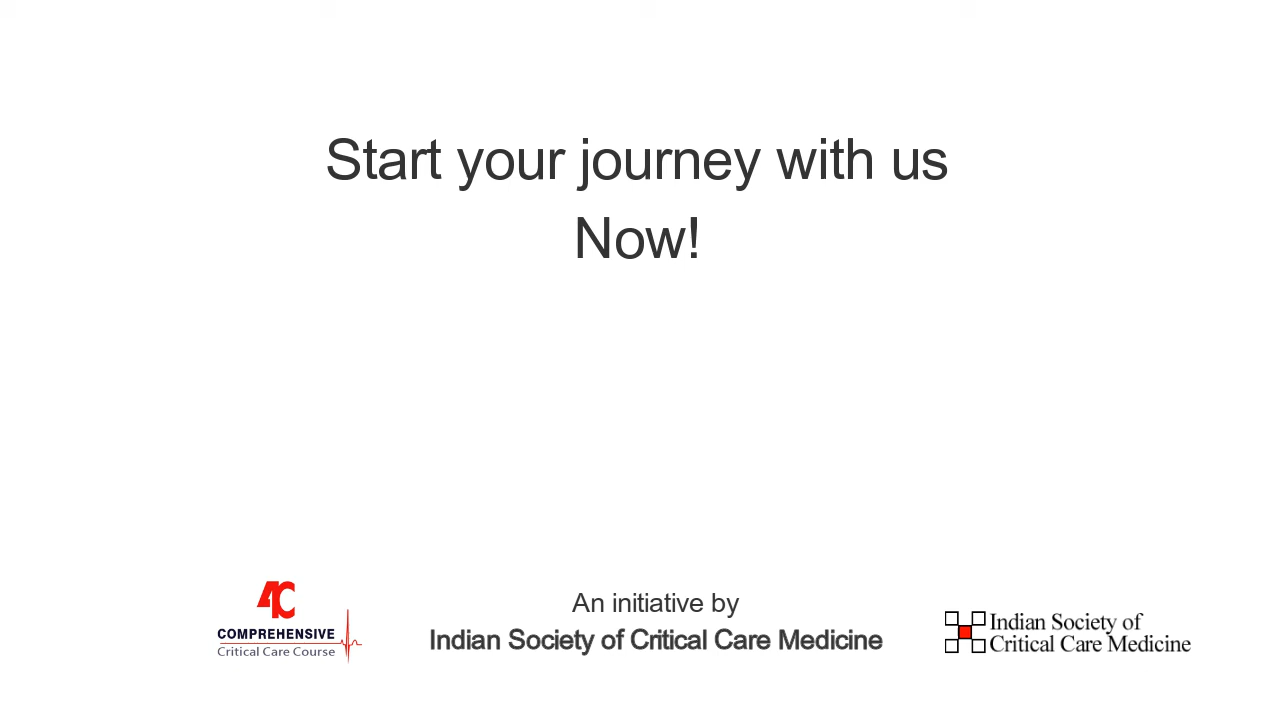 Start your journey with us
Now!
4C
COMPREHENSIVE
Critical Care Course
An initiative by
Indian Society of Critical Care Medicine
Indian Society of
Critical Care Medicine